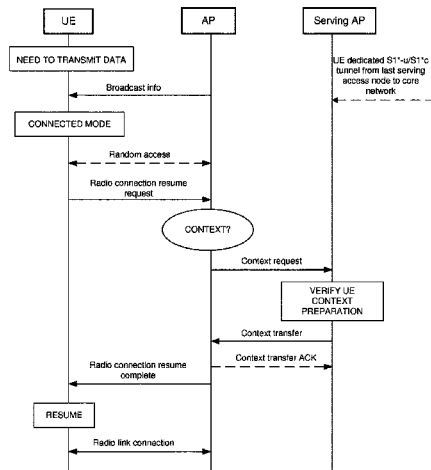 UE
AP
Serving AP
NEED TO TRANSMIT DATA
UE dedicated S1*-u/S1*c
tunnel from last serving
access node to core
network
Broadcast info
CONNECTED MODE
Random access
Radio connection resume
request
CONTEXT?
Context request
VERIFY UE
CONTEXT
PREPARATION
Context transfer
Radio connection resume
complete
Context transfer ACK
RESUME
Radio link connection